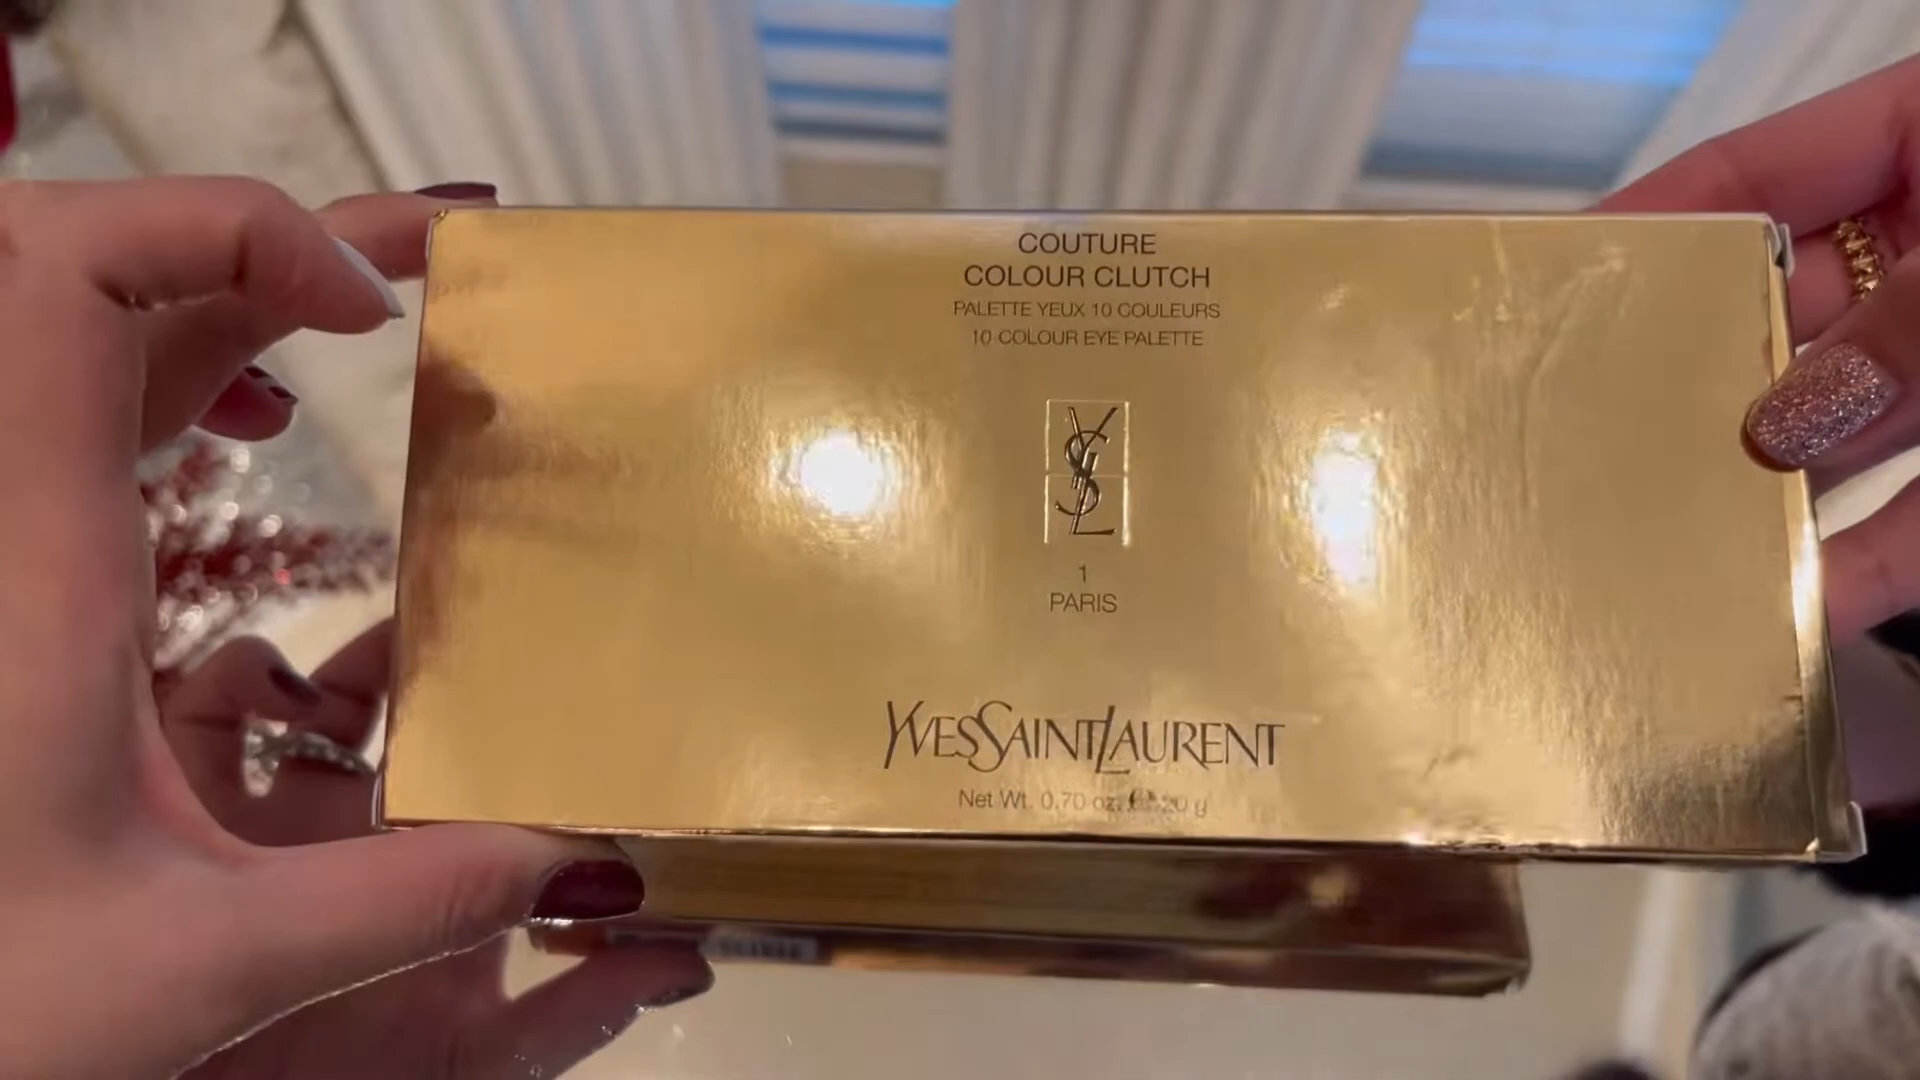 COUTURE
COLOUR CLUTCH
PALETTE YEUX 10 COULEURS
10 COLOUR EYE PALETTE
YSL
1
PARIS
YVESSAINTLAURENT
Net Wt. 0.70 oz. 20 g